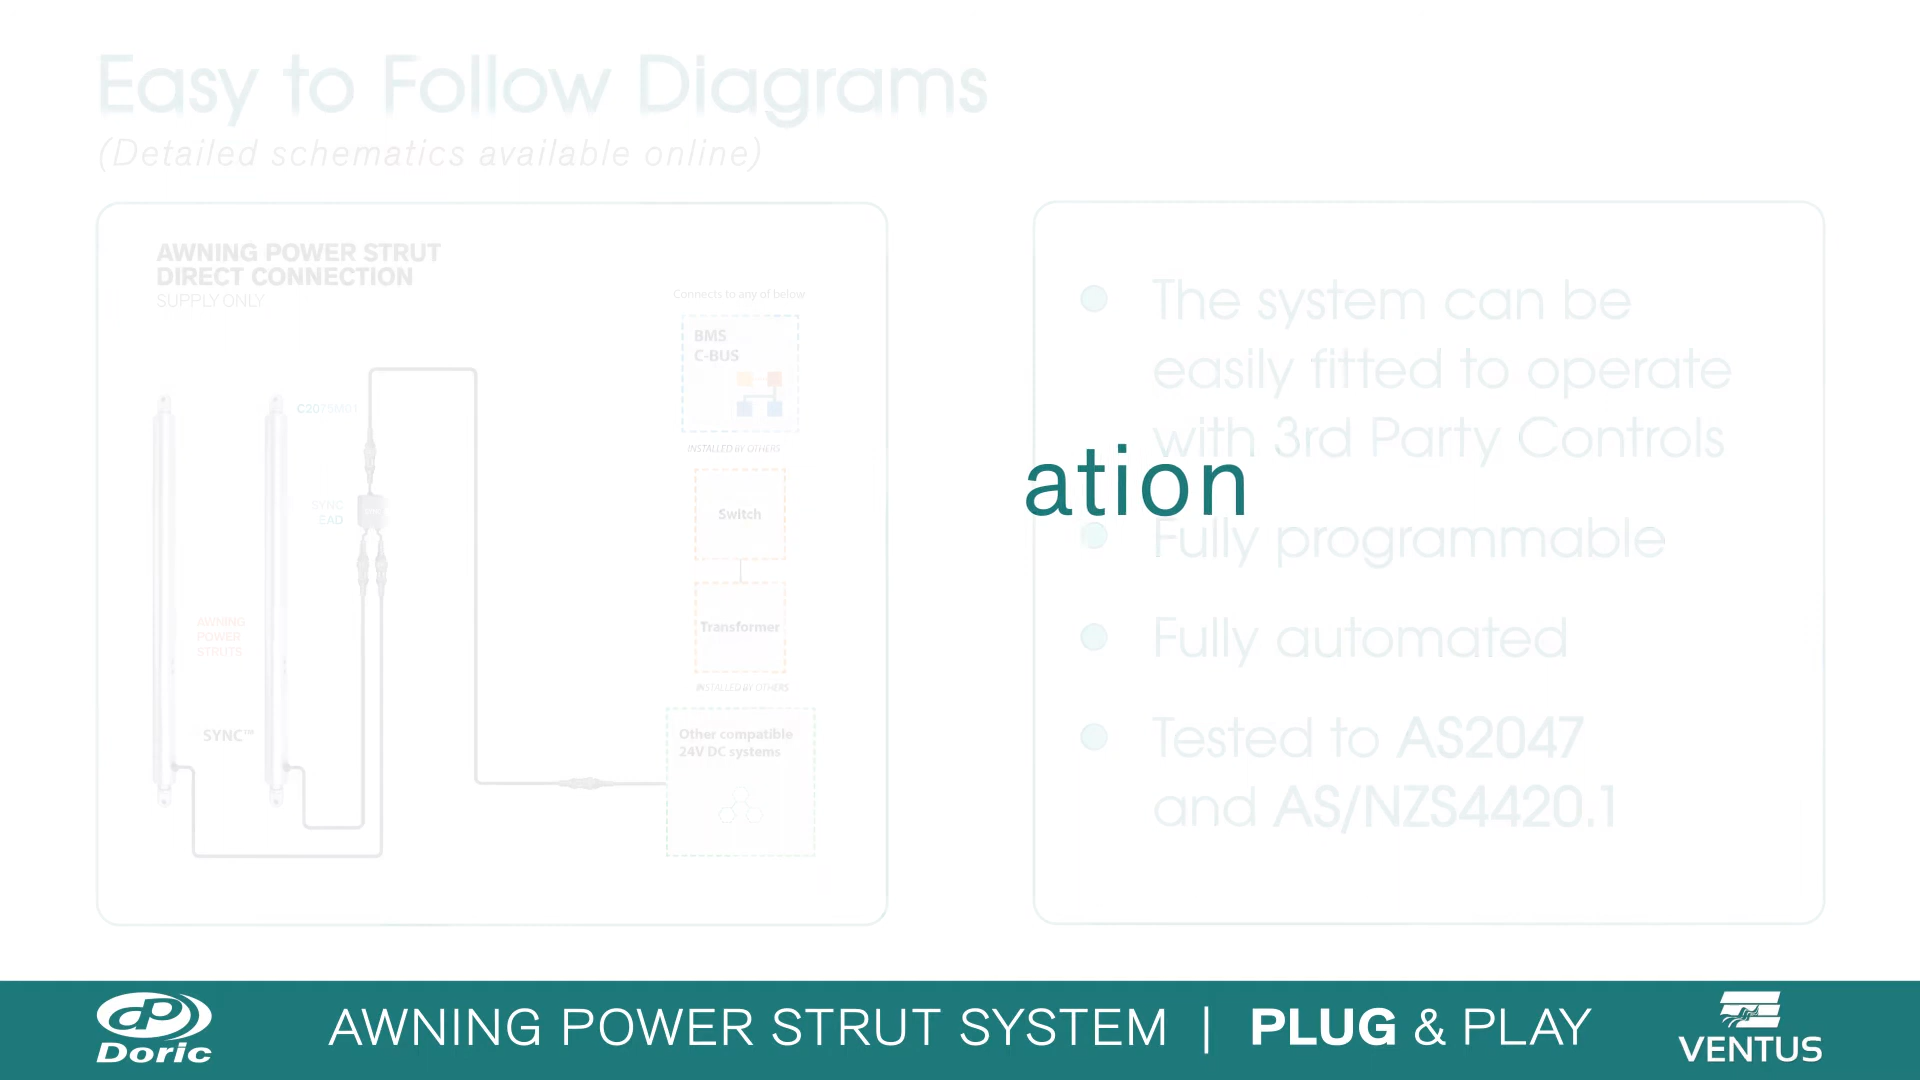 Easy to Follow Diagrams
(Detailed schematics available online)
AWNING POWER STRUT
DIRECT CONNECTION
SUPPLY ONLY
Connects to any of below
BMS
C-BUS
INSTALLED BY OTHERS
C2075M01
SYNC
EAD
Switch
AWNING
POWER
STRUTS
Transformer
INSTALLED BY OTHERS
SYNC™
Other compatible
24V DC systems
The system can be
easily fitted to operate
with 3rd Party Controls
ation
Fully programmable
Fully automated
Tested to AS2047
and AS/NZS4420.1
Doric
AWNING POWER STRUT SYSTEM | PLUG & PLAY
VENTUS